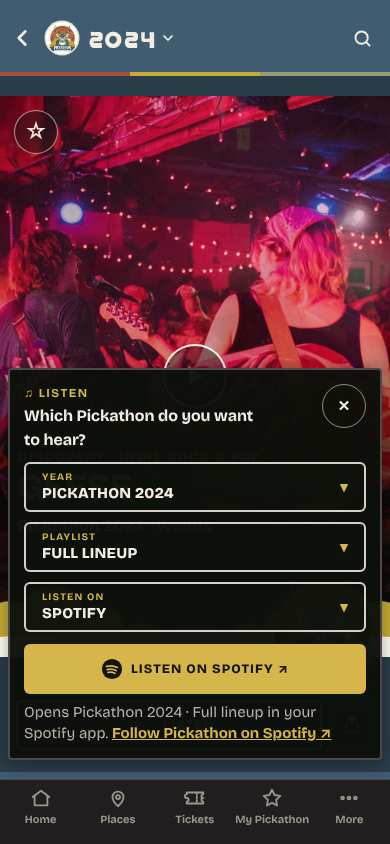 2024
♫ LISTEN
Which Pickathon do you want
to hear?
YEAR
PICKATHON 2024
PLAYLIST
FULL LINEUP
LISTEN ON
SPOTIFY
LISTEN ON SPOTIFY ↗
Opens Pickathon 2024 · Full lineup in your
Spotify app. Follow Pickathon on Spotify ↗
Home
Places
Tickets
My Pickathon
More